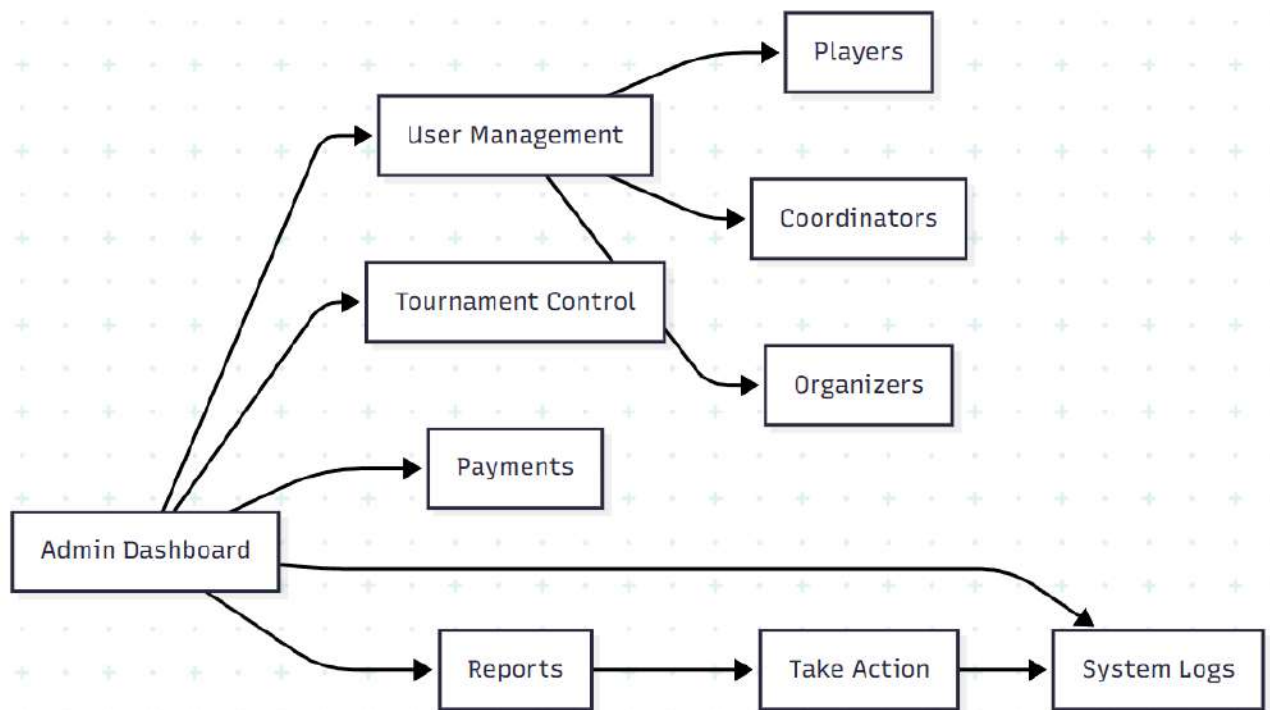 Players
User Management
Coordinators
Tournament Control
Organizers
Payments
Admin Dashboard
Reports
Take Action
System Logs